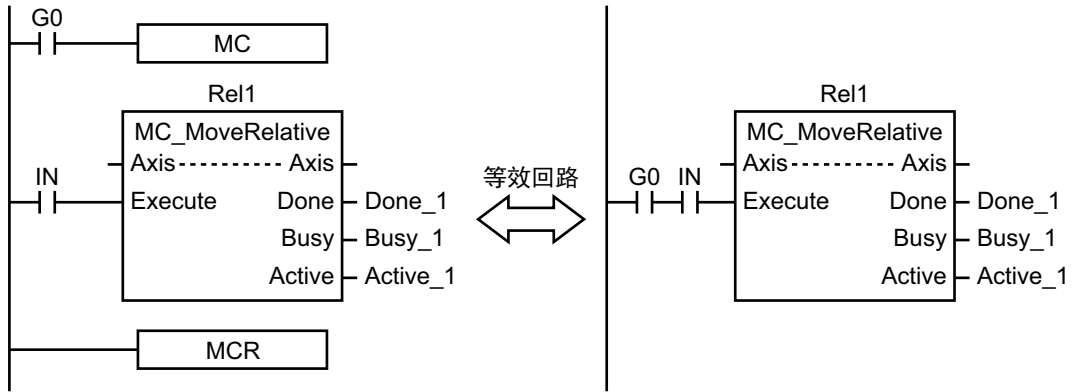 G0
MC
Rel1
MC_MoveRelative
Axis Axis
IN
Execute Done Done_1
Busy Busy_1
Active Active_1
MCR
等效回路
Rel1
MC_MoveRelative
Axis Axis
G0 IN
Execute Done Done_1
Busy Busy_1
Active Active_1